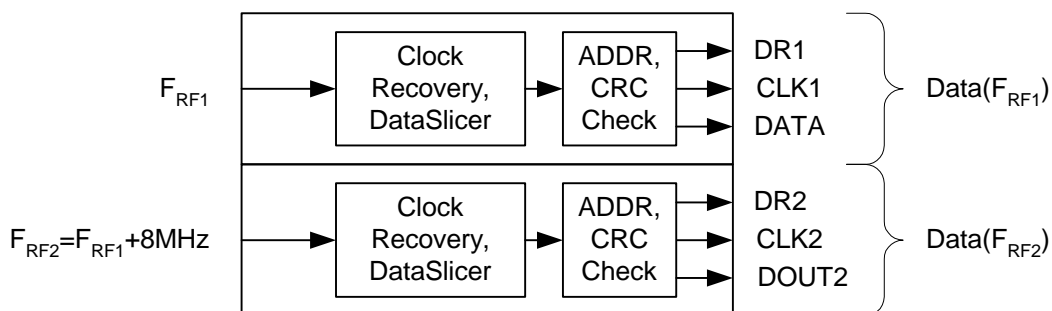 F_RF1
Clock
Recovery,
DataSlicer
ADDR,
CRC
Check
DR1
CLK1
DATA
Data(F_RF1)
F_RF2=F_RF1+8MHz
Clock
Recovery,
DataSlicer
ADDR,
CRC
Check
DR2
CLK2
DOUT2
Data(F_RF2)